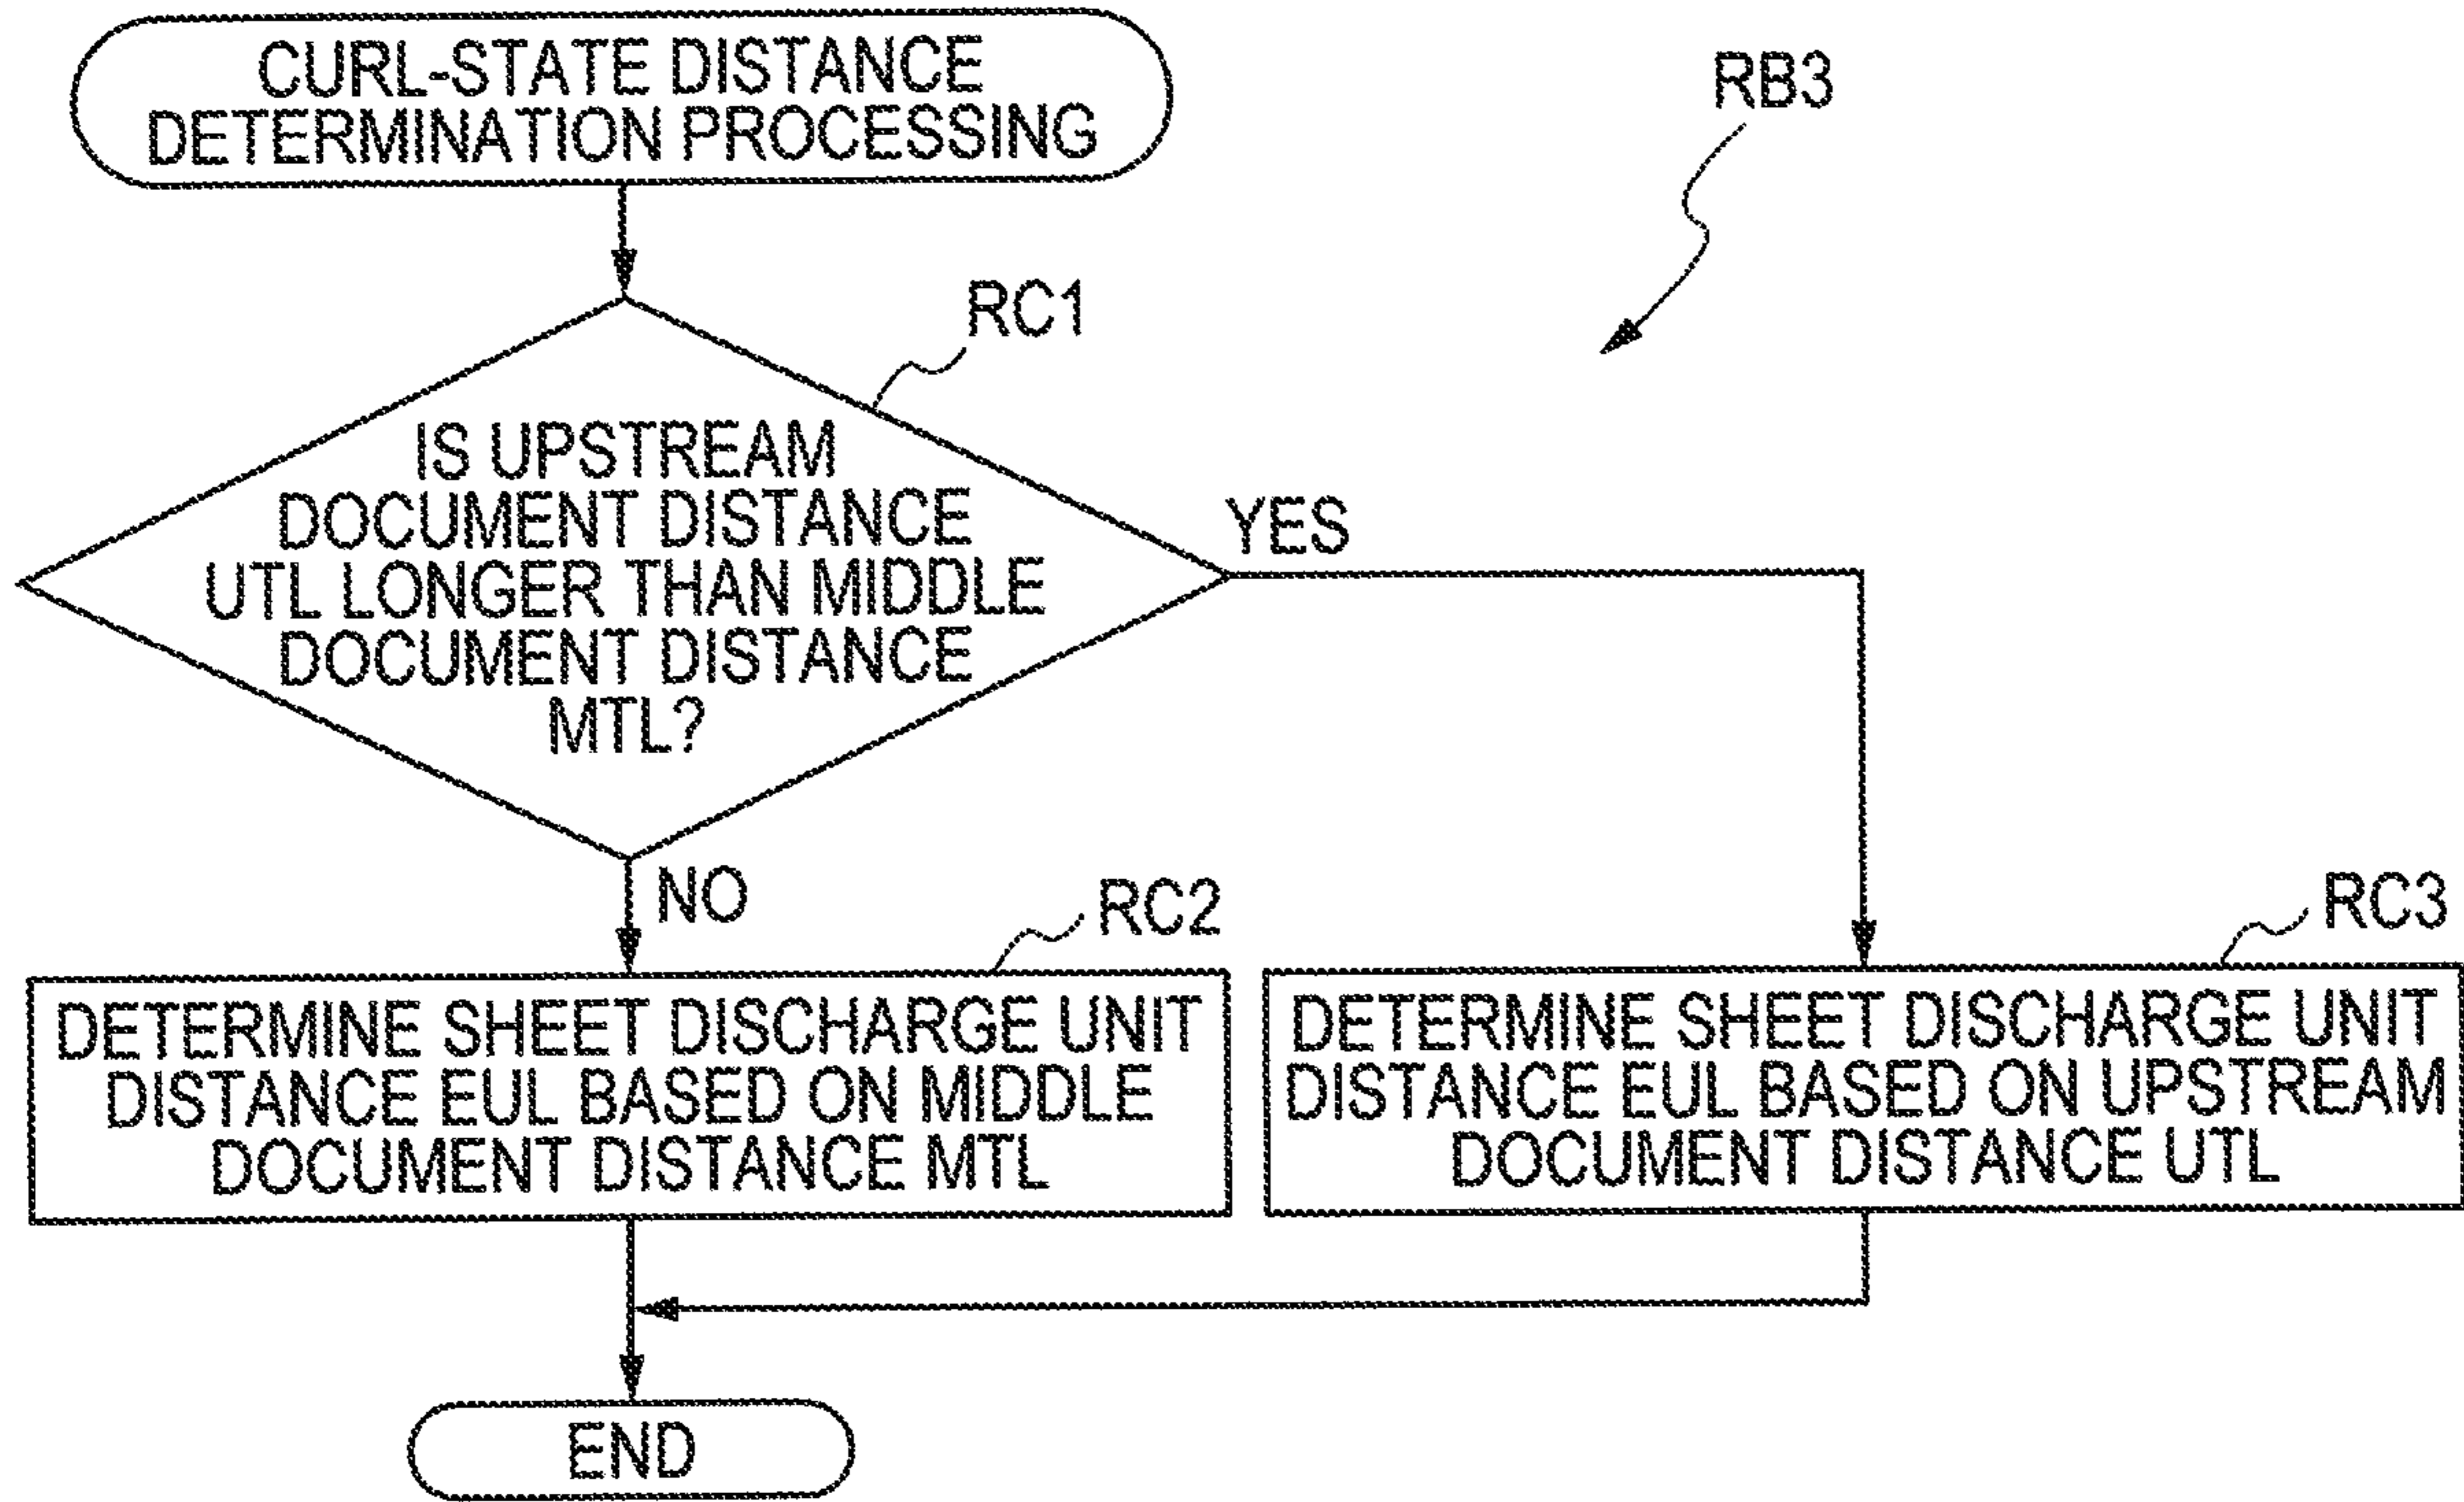 CURL-STATE DISTANCE
DETERMINATION PROCESSING
RB3
RC1
IS UPSTREAM
DOCUMENT DISTANCE
UTL LONGER THAN MIDDLE
DOCUMENT DISTANCE
MTL?
YES
NO
RC2
DETERMINE SHEET DISCHARGE UNIT
DISTANCE EUL BASED ON MIDDLE
DOCUMENT DISTANCE MTL
RC3
DETERMINE SHEET DISCHARGE UNIT
DISTANCE EUL BASED ON UPSTREAM
DOCUMENT DISTANCE UTL
END